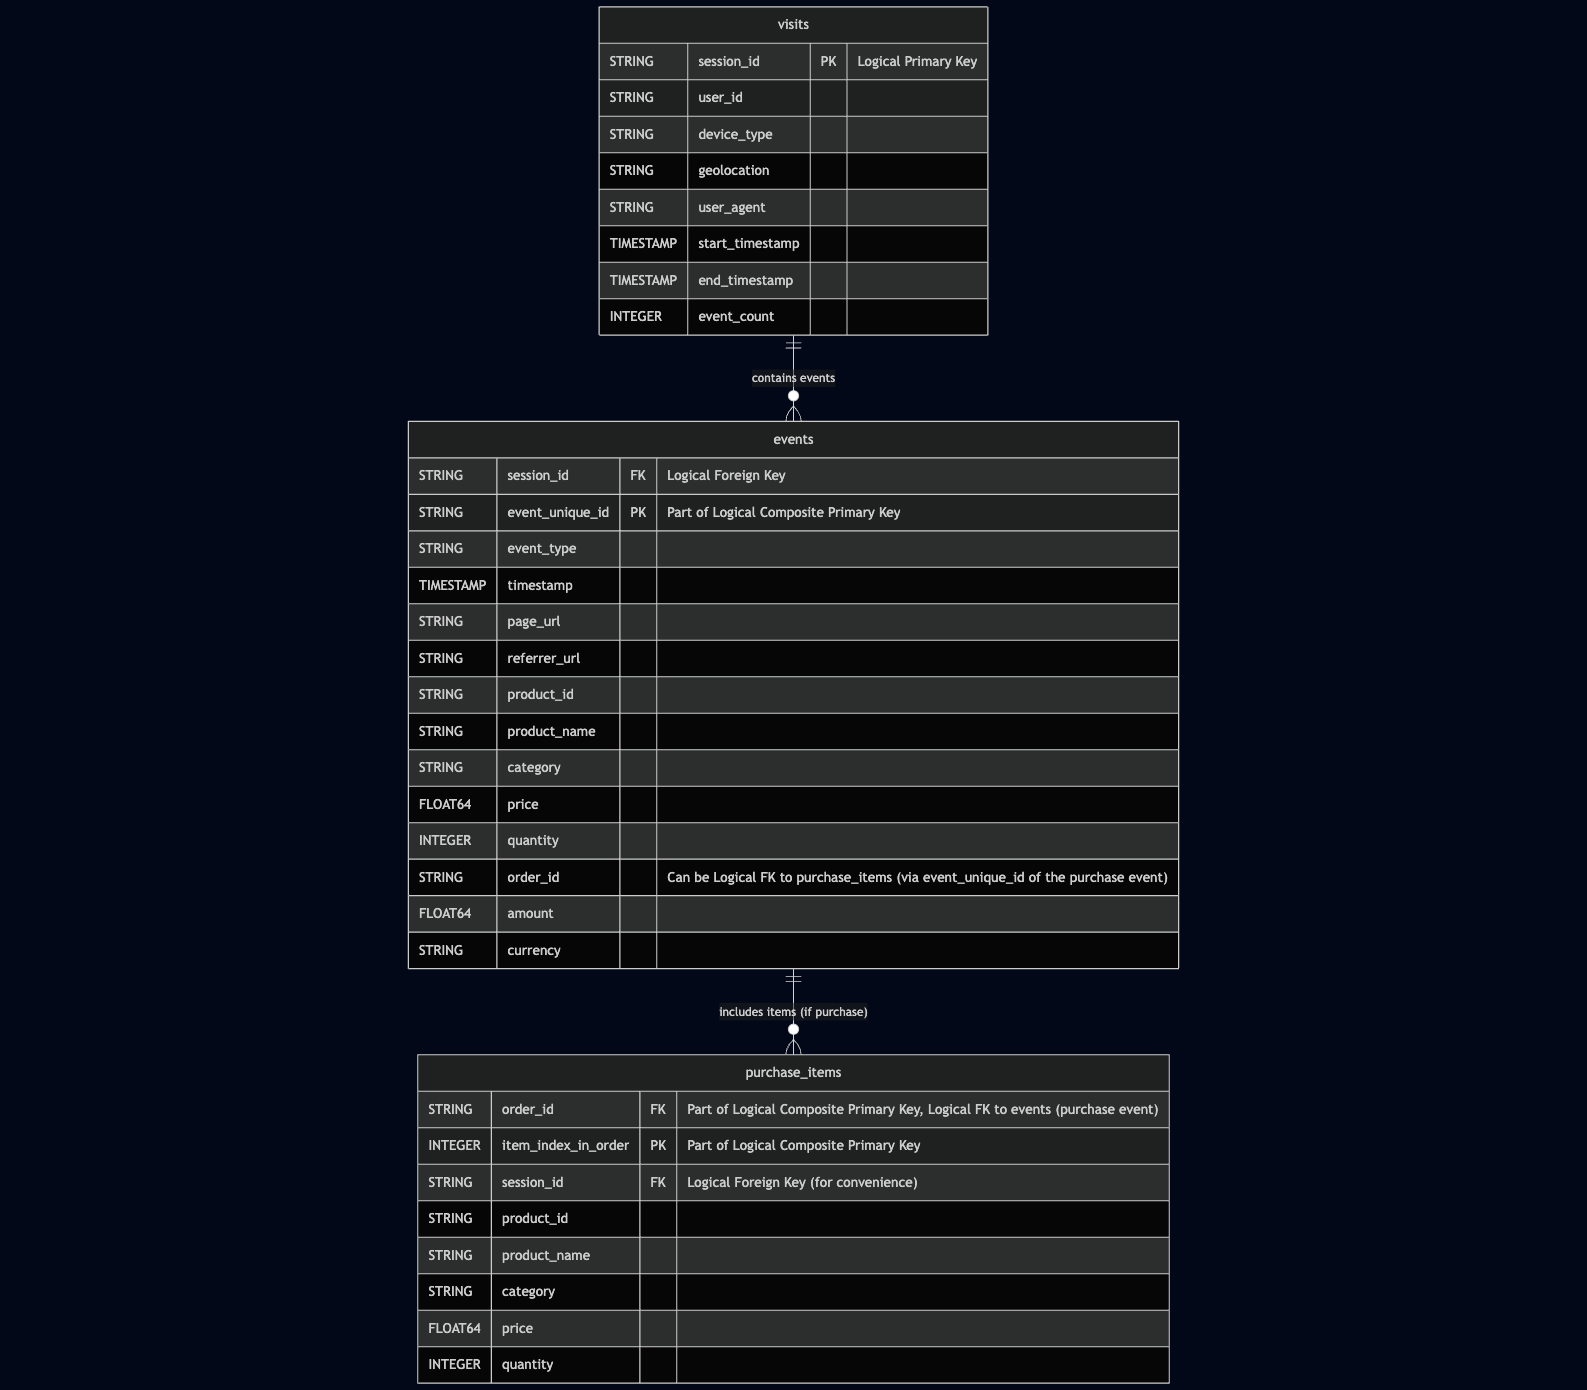 visits
STRING session_id PK Logical Primary Key
STRING user_id
STRING device_type
STRING geolocation
STRING user_agent
TIMESTAMP start_timestamp
TIMESTAMP end_timestamp
INTEGER event_count
contains events
events
STRING session_id FK Logical Foreign Key
STRING event_unique_id PK Part of Logical Composite Primary Key
STRING event_type
TIMESTAMP timestamp
STRING page_url
STRING referrer_url
STRING product_id
STRING product_name
STRING category
FLOAT64 price
INTEGER quantity
STRING order_id Can be Logical FK to purchase_items (via event_unique_id of the purchase event)
FLOAT64 amount
STRING currency
includes items (if purchase)
purchase_items
STRING order_id FK Part of Logical Composite Primary Key, Logical FK to events (purchase event)
INTEGER item_index_in_order PK Part of Logical Composite Primary Key
STRING session_id FK Logical Foreign Key (for convenience)
STRING product_id
STRING product_name
STRING category
FLOAT64 price
INTEGER quantity